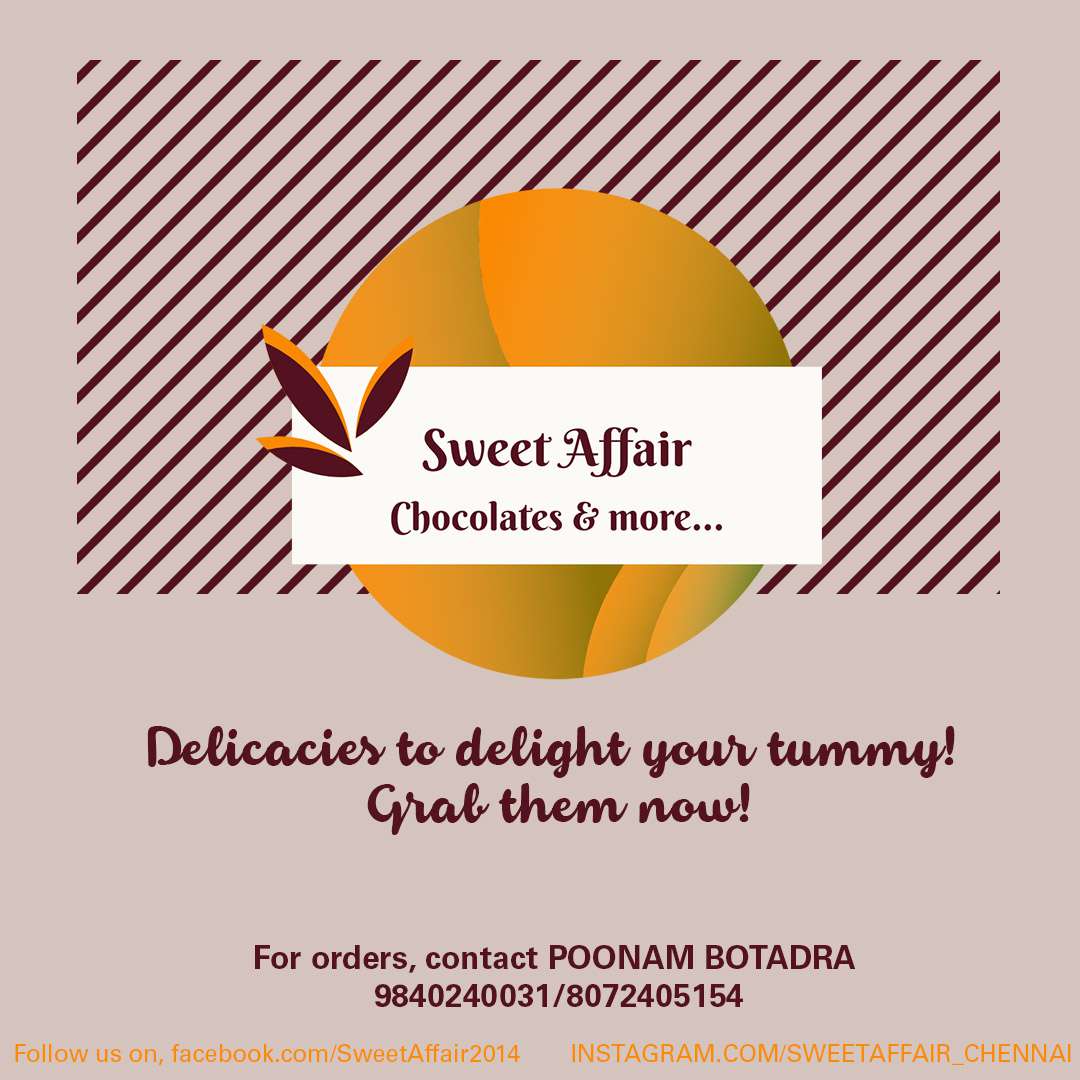 Sweet Affair
Chocolates & more...
Delicacies to delight your tummy!
Grab them now!
For orders, contact POONAM BOTADRA
9840240031/8072405154
Follow us on, facebook.com/SweetAffair2014 INSTAGRAM.COM/SWEETAFFAIR_CHENNAI